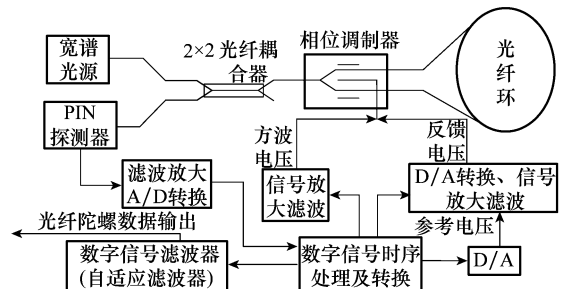 宽谱
光源
2×2光纤耦
合器
相位调制器
光
纤
环
PIN
探测器
方波
电压
反馈
电压
滤波放大
A/D转换
信号放
大滤波
D/A转换、信号
放大滤波
光纤陀螺数据输出
参考电压
数字信号滤波器
(自适应滤波器)
数字信号时序
处理及转换
D/A